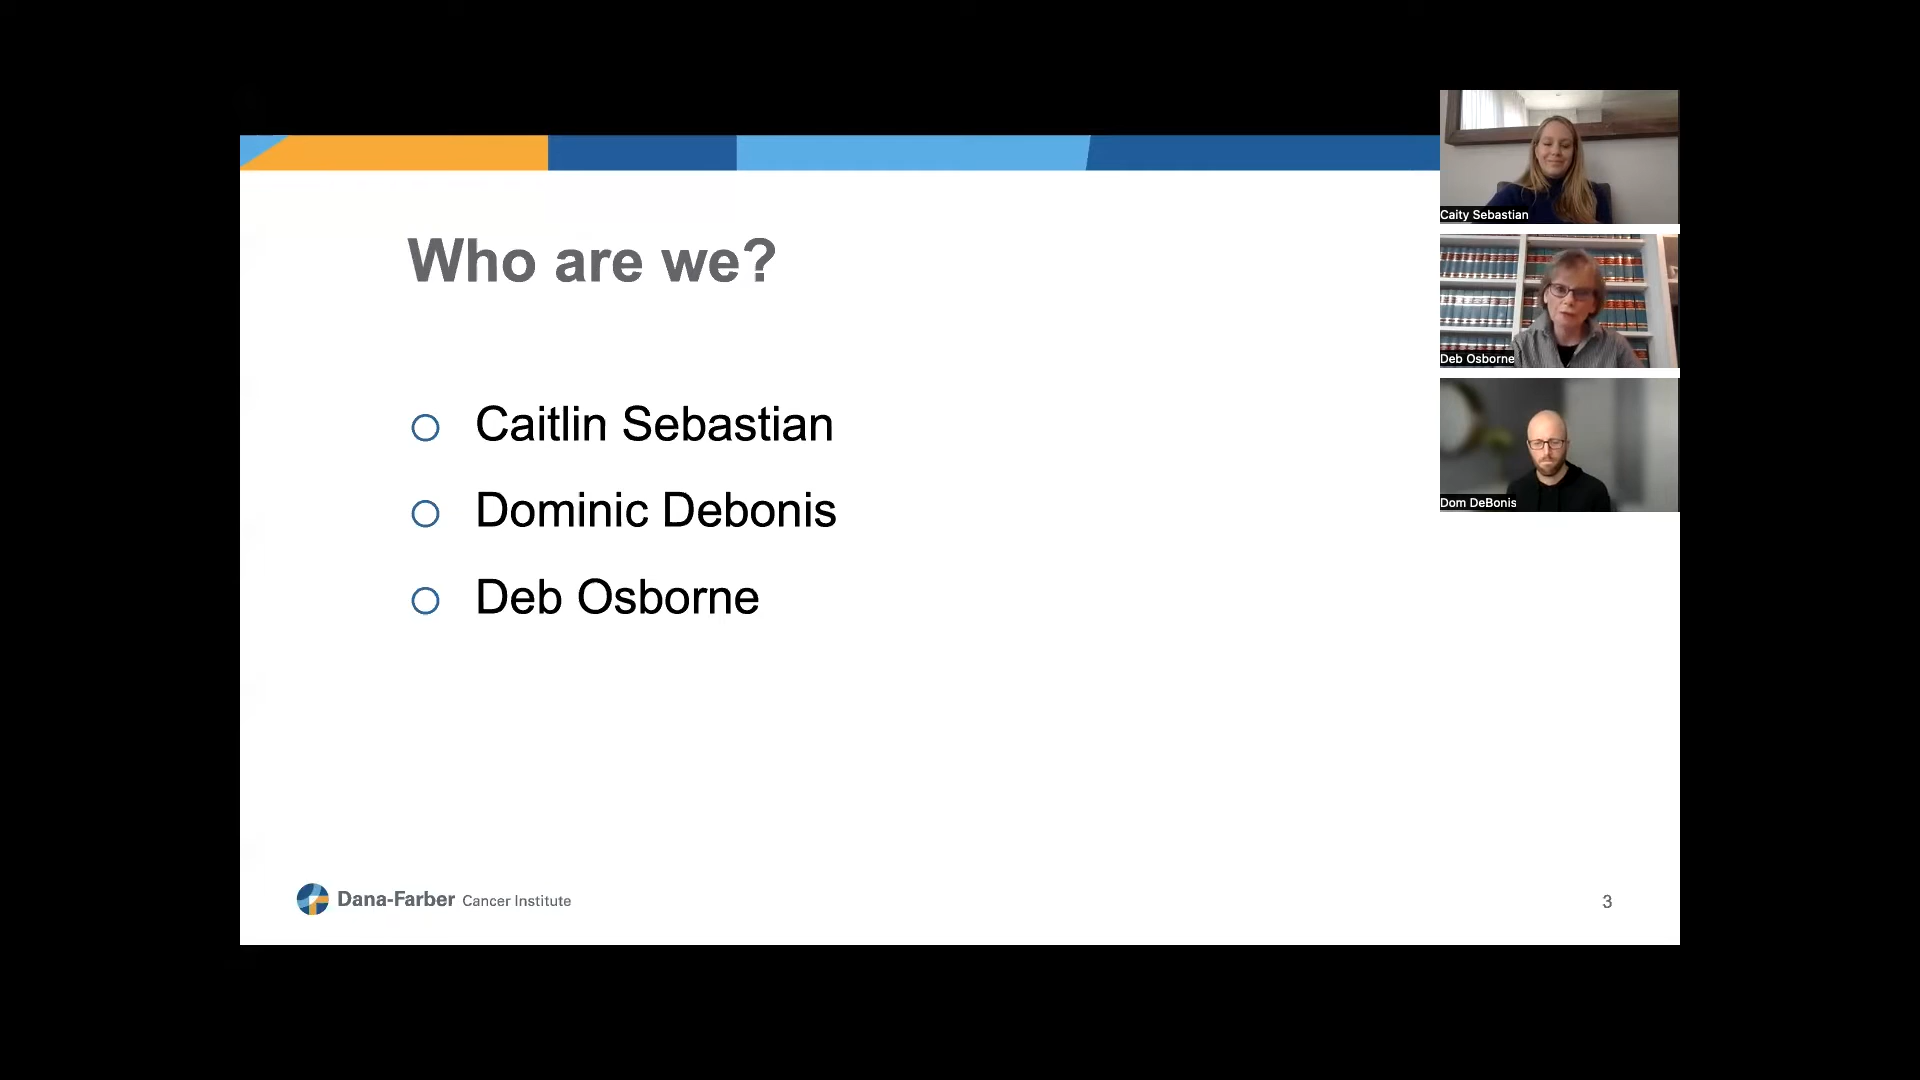 Who are we?
Caitlin Sebastian
Dominic Debonis
Deb Osborne
Dana-Farber Cancer Institute
3
Caity Sebastian
Deb Osborne
Dom DeBonis